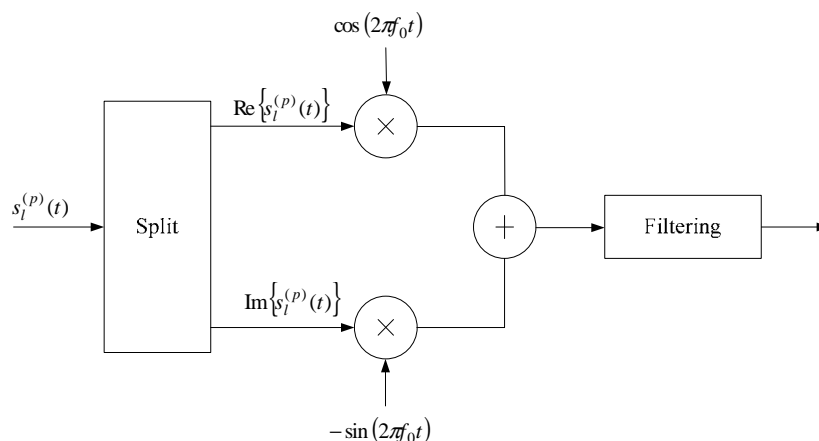 cos(2πf₀t)
Re{s_l^(p)(t)}
×
s_l^(p)(t)
Split
+
Filtering
Im{s_l^(p)(t)}
×
−sin(2πf₀t)